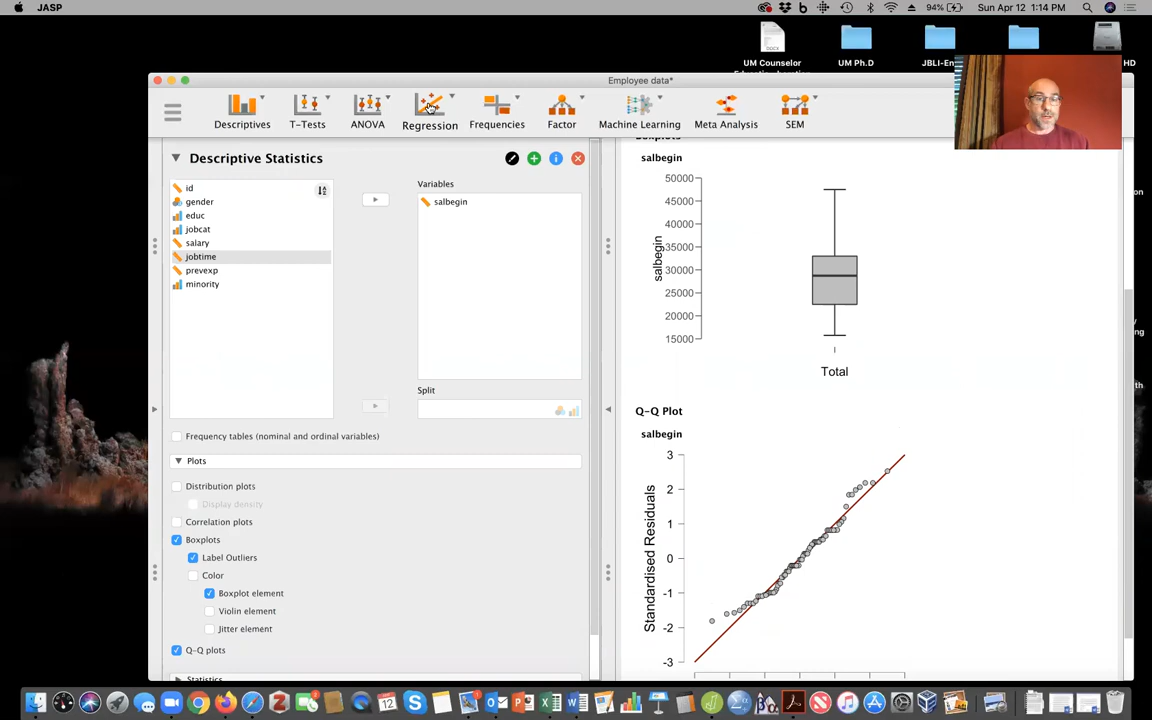 JASP
94%
Sun Apr 12 1:14 PM
DOCX
UM Counselor
UM Ph.D
HD
Employee data*
Descriptives
T-Tests
ANOVA
Regression
Frequencies
Factor
Machine Learning
Meta Analysis
SEM
Descriptive Statistics
id
gender
educ
jobcat
salary
jobtime
prevexp
minority
Variables
salbegin
Split
Frequency tables (nominal and ordinal variables)
Plots
Distribution plots
Display density
Correlation plots
Boxplots
Label Outliers
Color
Boxplot element
Violin element
Jitter element
Q-Q plots
Statistics
Boxplots
salbegin
50000
45000
40000
35000
30000
25000
20000
15000
salbegin
Total
Q-Q Plot
salbegin
3
2
1
0
-1
-2
-3
Standardised Residuals